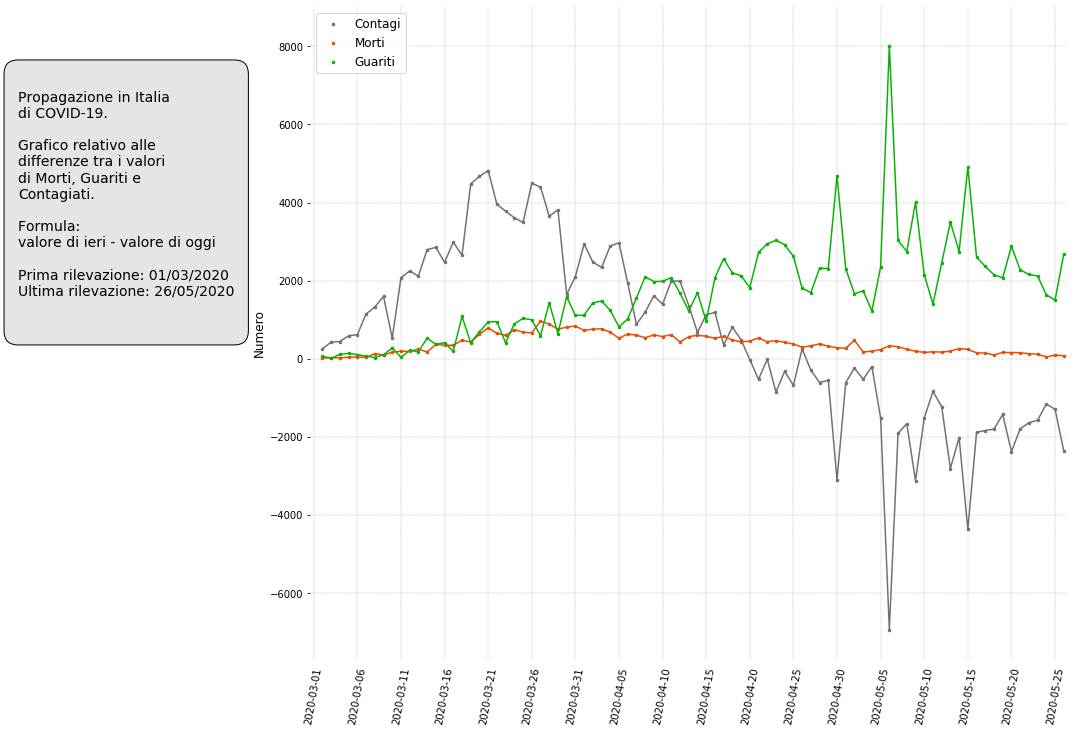 Propagazione in Italia
di COVID-19.
Grafico relativo alle
differenze tra i valori
di Morti, Guariti e
Contagiati.
Formula:
valore di ieri - valore di oggi
Prima rilevazione: 01/03/2020
Ultima rilevazione: 26/05/2020
Contagi
Morti
Guariti
Numero
8000
6000
4000
2000
0
−2000
−4000
−6000
2020-03-01
2020-03-06
2020-03-11
2020-03-16
2020-03-21
2020-03-26
2020-03-31
2020-04-05
2020-04-10
2020-04-15
2020-04-20
2020-04-25
2020-04-30
2020-05-05
2020-05-10
2020-05-15
2020-05-20
2020-05-25